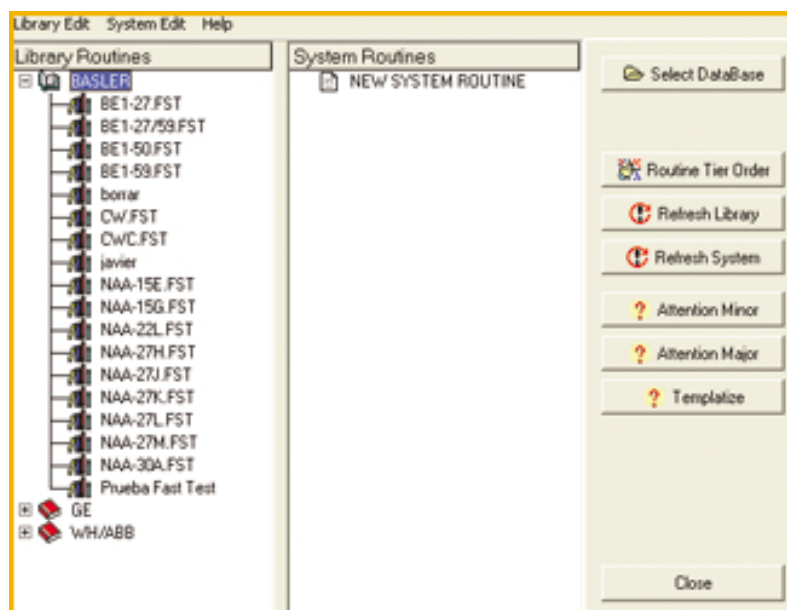 Library Edit System Edit Help
Library Routines
BASLER
BE1-27.FST
BE1-27/59.FST
BE1-50.FST
BE1-59.FST
borrar
CW.FST
CWC.FST
javier
NAA-15E.FST
NAA-15G.FST
NAA-22L.FST
NAA-27H.FST
NAA-27J.FST
NAA-27K.FST
NAA-27L.FST
NAA-27M.FST
NAA-30A.FST
Prueba Fast Test
GE
WH/ABB
System Routines
NEW SYSTEM ROUTINE
Select DataBase
Routine Tier Order
Refresh Library
Refresh System
? Attention Minor
? Attention Major
? Templatize
Close